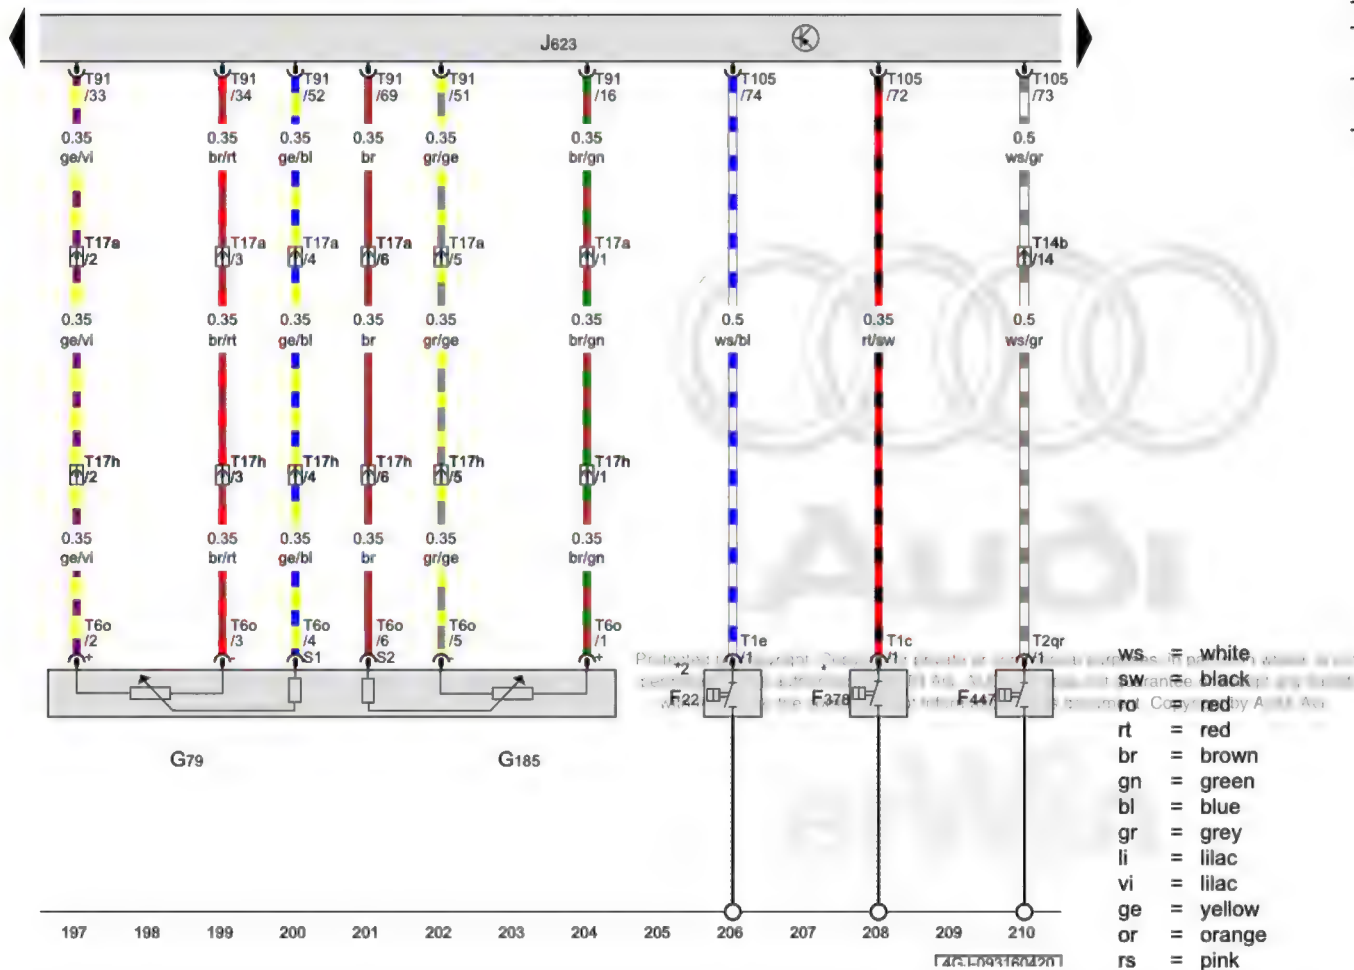 J623
T91 T91 T91 T91 T91 T91 T105 T105 T105
/33 /34 /52 /69 /51 /16 /74 /72 /73
0.35 0.35 0.35 0.35 0.35 0.35 0.5
ge/vi br/rt ge/bl br gr/ge br/gn ws/gr
T17a T17a T17a T17a T17a T17a T14b
/2 /3 /4 /6 /5 /1 /14
0.35 0.35 0.35 0.35 0.35 0.35 0.5 0.35 0.5
ge/vi br/rt ge/bl br gr/ge br/gn ws/bl rt/sw ws/gr
T17h T17h T17h T17h T17h T17h
/2 /3 /4 /6 /5 /1
0.35 0.35 0.35 0.35 0.35 0.35
ge/vi br/rt ge/bl br gr/ge br/gn
T6o T6o T6o T6o T6o T6o T1e T1c T2qr
/2 /3 /4 /6 /5 /1 /1 /1 /1
+ - S1 S2 - +
*2 *
F22 F378 F447
G79 G185
Audi
ws = white
sw = black
ro = red
rt = red
br = brown
gn = green
bl = blue
gr = grey
li = lilac
vi = lilac
ge = yellow
or = orange
rs = pink
197 198 199 200 201 202 203 204 205 206 207 208 209 210
4GJ-093160420